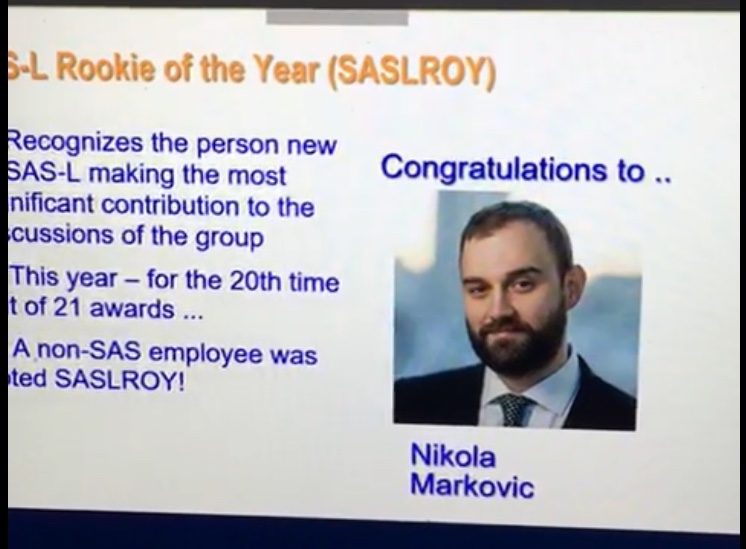 S-L Rookie of the Year (SASLROY)
Recognizes the person new
SAS-L making the most
nificant contribution to the
cussions of the group
This year – for the 20th time
t of 21 awards ...
A non-SAS employee was
ted SASLROY!
Congratulations to ..
Nikola
Markovic